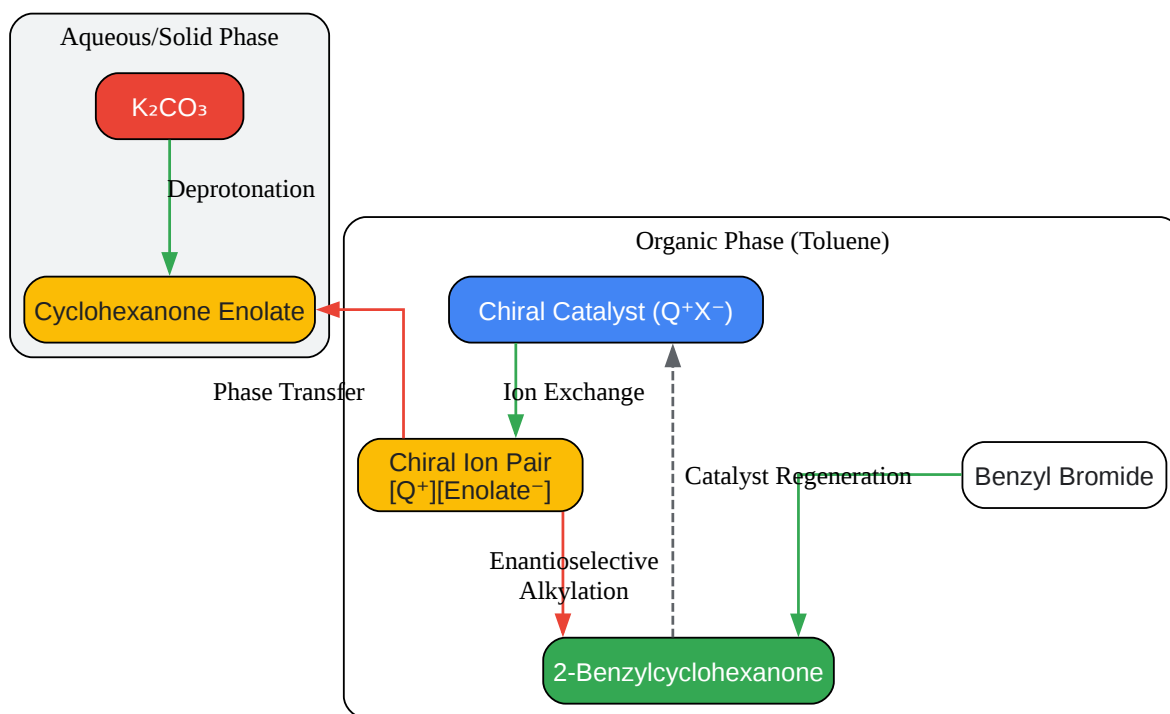 Aqueous/Solid Phase
K₂CO₃
Deprotonation
Organic Phase (Toluene)
Cyclohexanone Enolate
Chiral Catalyst (Q⁺X⁻)
Phase Transfer
Ion Exchange
Chiral Ion Pair
[Q⁺][Enolate⁻]
Catalyst Regeneration
Benzyl Bromide
Enantioselective
Alkylation
2-Benzylcyclohexanone